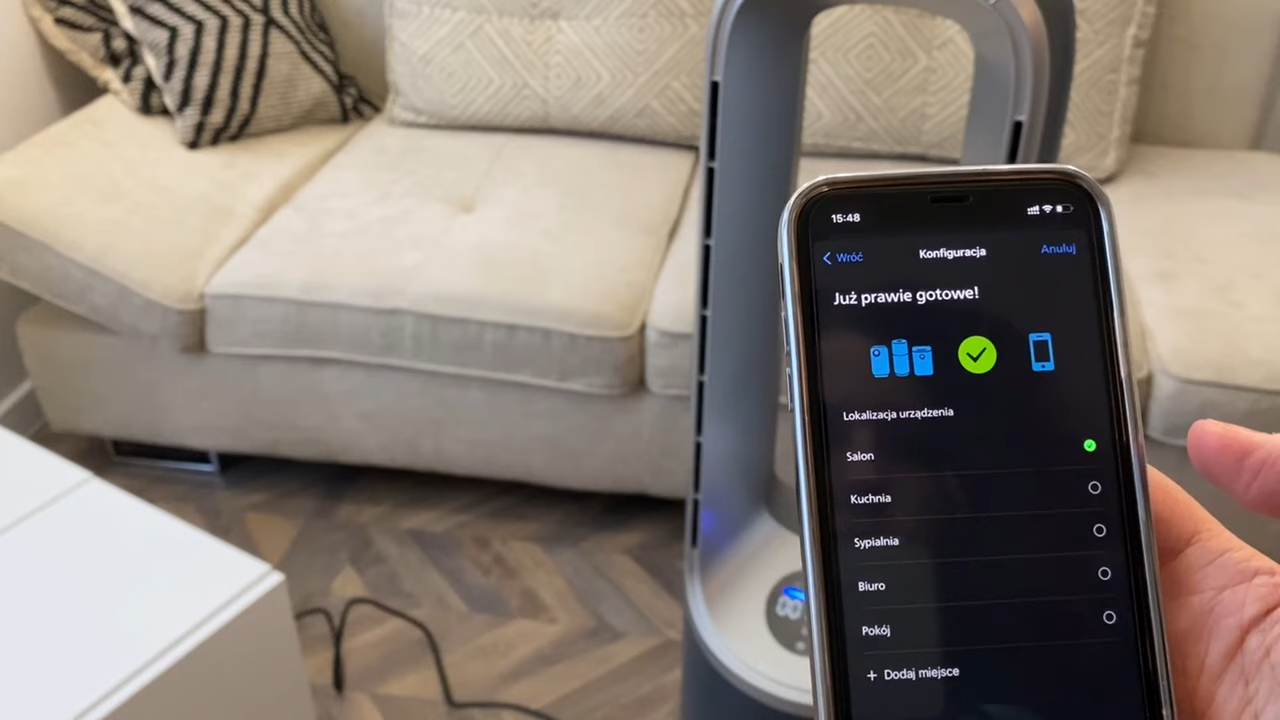 15:48
Wróć
Konfiguracja
Anuluj
Już prawie gotowe!
Lokalizacja urządzenia
Salon
Kuchnia
Sypialnia
Biuro
Pokój
+ Dodaj miejsce